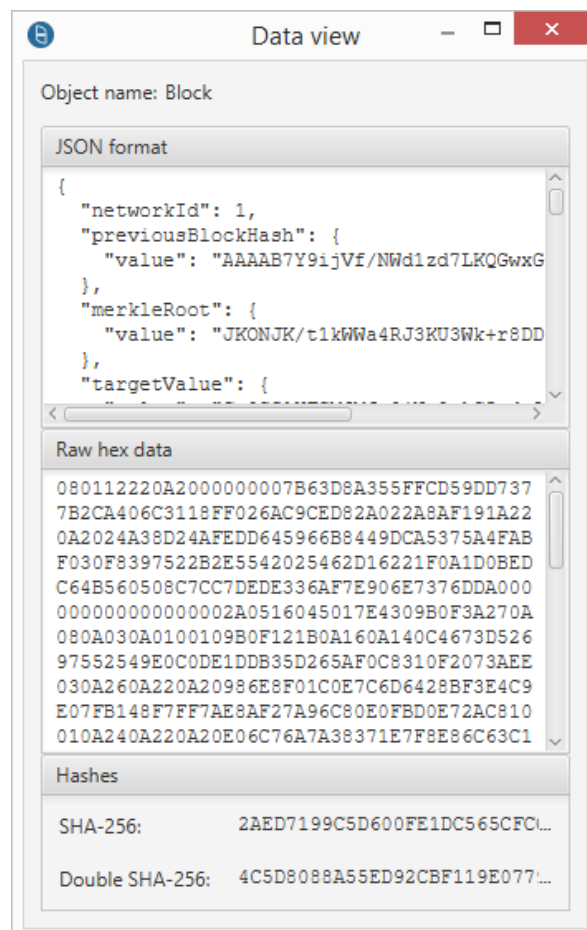 Data view
Object name: Block
JSON format
{
"networkId": 1,
"previousBlockHash": {
"value": "AAAAB7Y9ijVf/NWd1zd7LKQGwxG
},
"merkleRoot": {
"value": "JKONJK/t1kWWa4RJ3KU3Wk+r8DD
},
"targetValue": {
Raw hex data
080112220A2000000007B63D8A355FFCD59DD737
7B2CA406C3118FF026AC9CED82A022A8AF191A22
0A2024A38D24AFEDD645966B8449DCA5375A4FAB
F030F8397522B2E5542025462D16221F0A1D0BED
C64B560508C7CC7DEDE336AF7E906E7376DDA000
000000000000002A0516045017E4309B0F3A270A
080A030A0100109B0F121B0A160A140C4673D526
97552549E0C0DE1DDB35D265AF0C8310F2073AEE
030A260A220A20986E8F01C0E7C6D6428BF3E4C9
E07FB148F7FF7AE8AF27A96C80E0FBD0E72AC810
010A240A220A20E06C76A7A38371E7F8E86C63C1
Hashes
SHA-256: 2AED7199C5D600FE1DC565CFC...
Double SHA-256: 4C5D8088A55ED92CBF119E077...